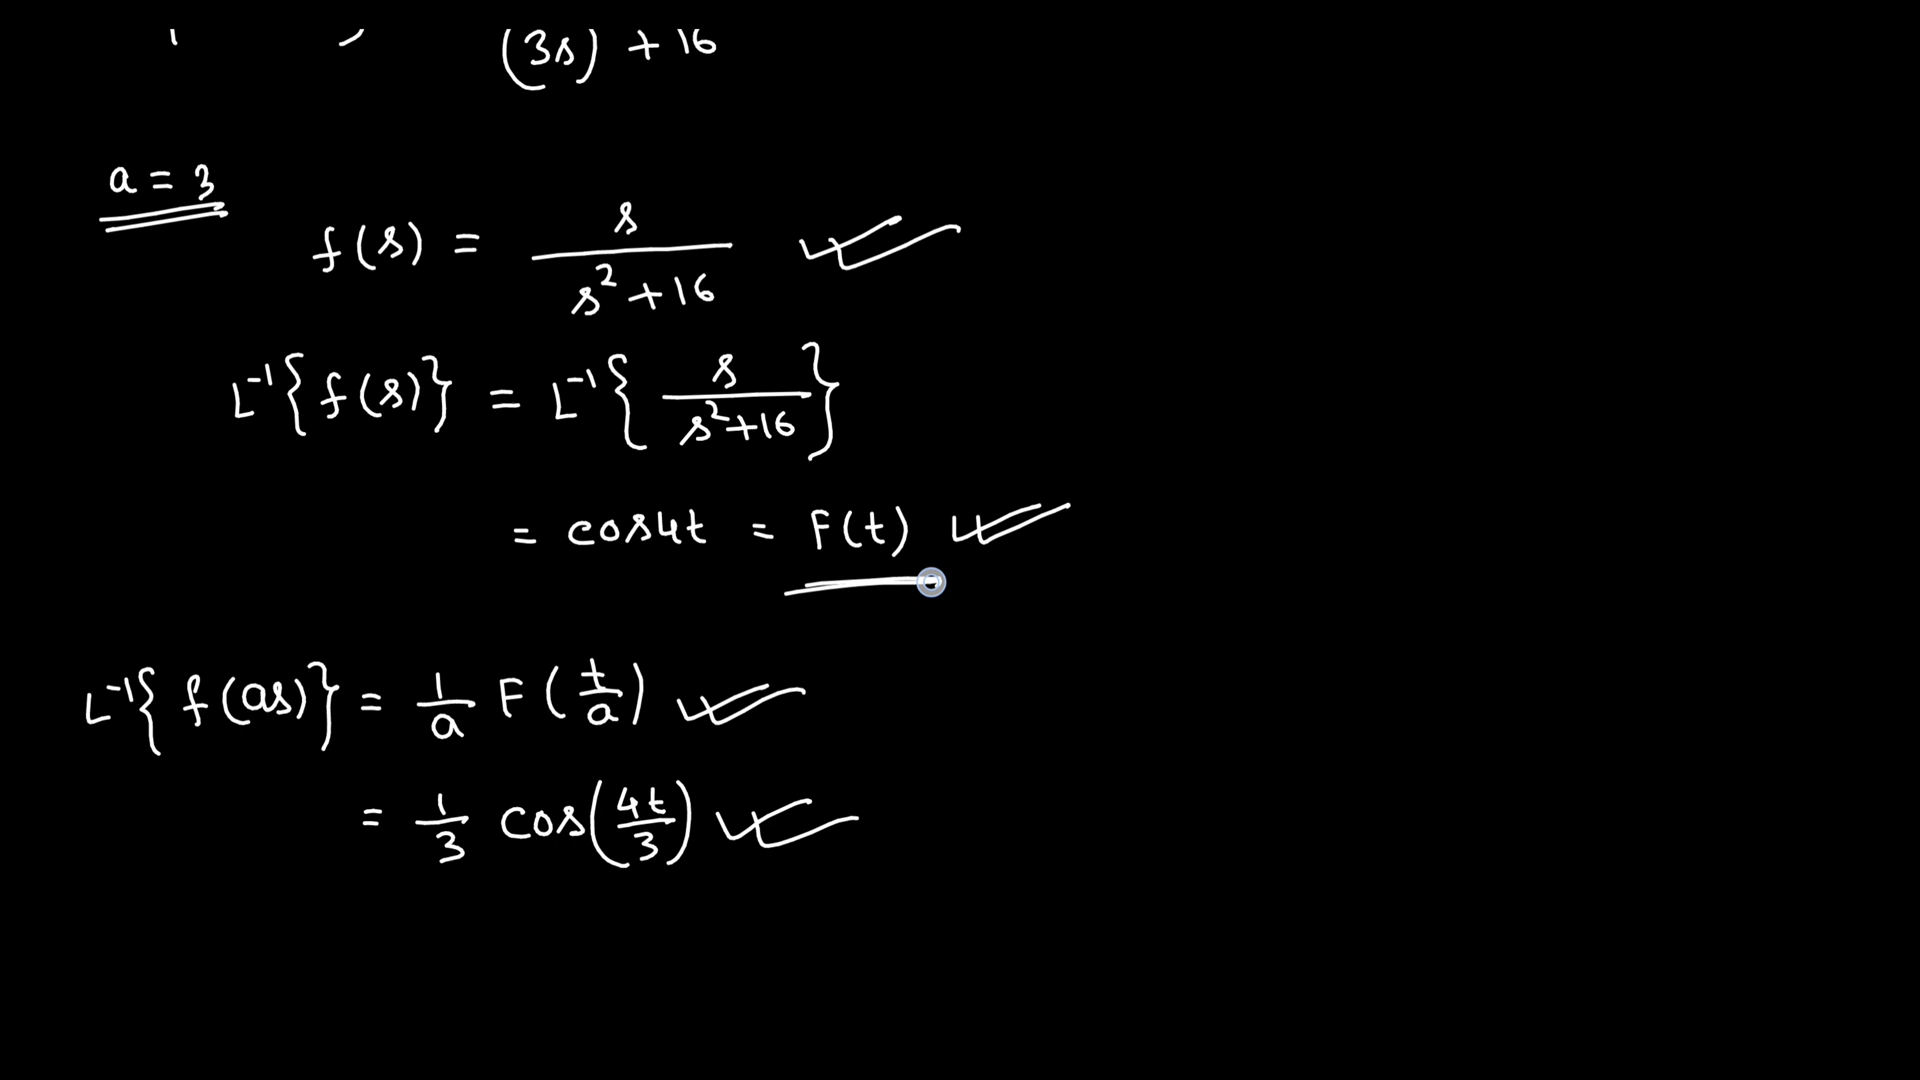 (3s) + 16
a = 3
f(s) = s / s² + 16
L⁻¹{f(s)} = L⁻¹{s / s² + 16}
= cos4t = F(t)
L⁻¹{f(as)} = 1/a F(t/a)
= 1/3 cos(4t/3)